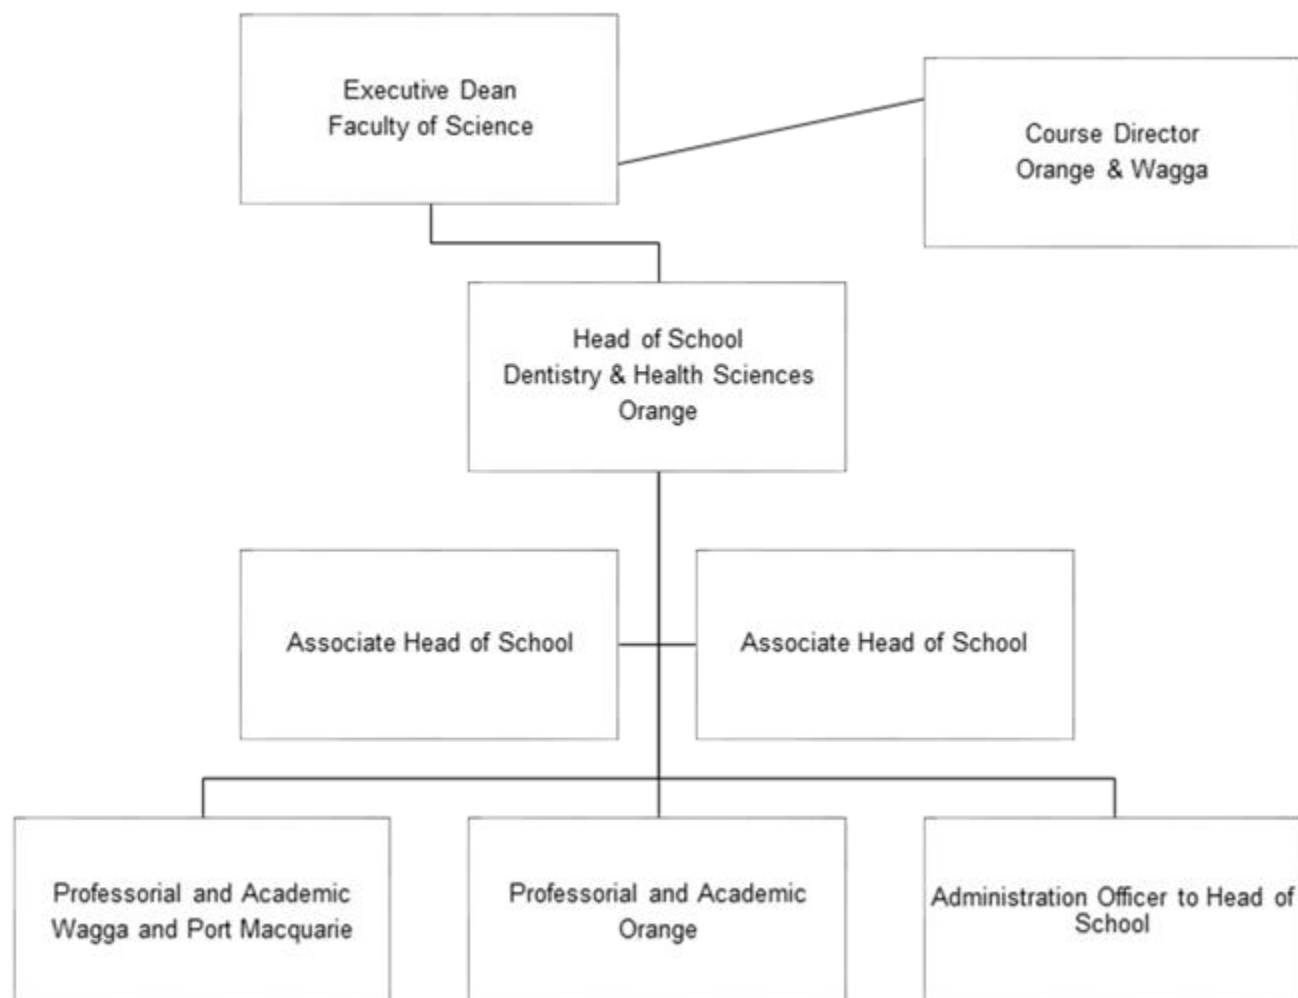 Executive Dean
Faculty of Science
Course Director
Orange & Wagga
Head of School
Dentistry & Health Sciences
Orange
Associate Head of School
Associate Head of School
Professorial and Academic
Wagga and Port Macquarie
Professorial and Academic
Orange
Administration Officer to Head of
School